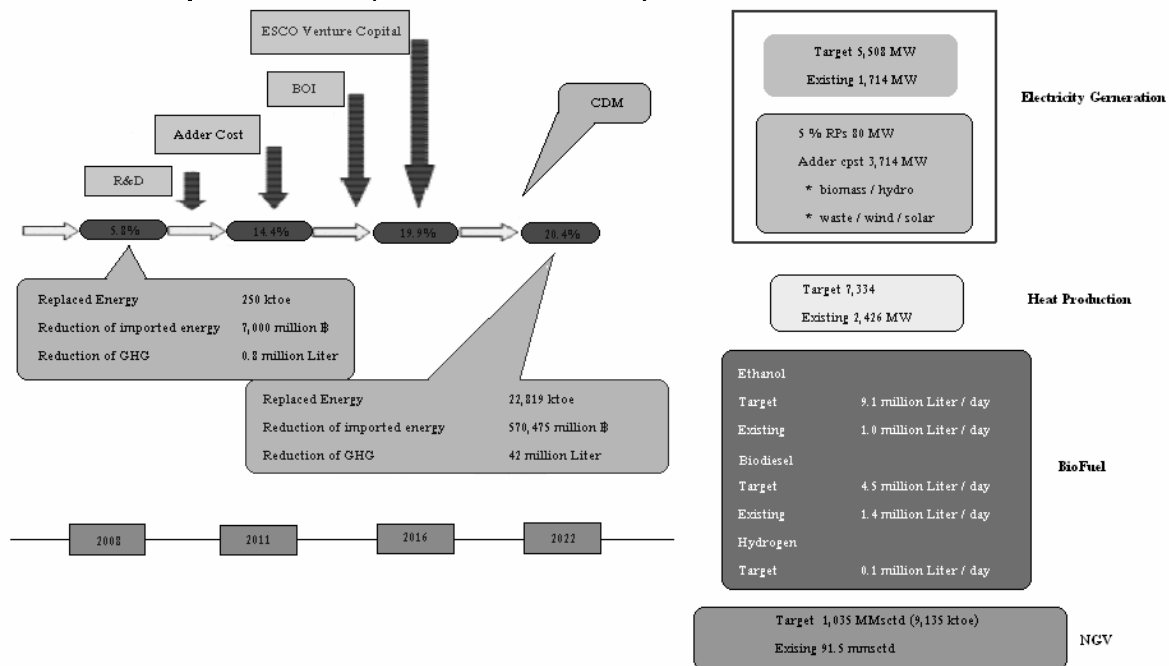 ESCO Venture Copital
BOI
CDM
Adder Cost
R&D
5.8%
14.4%
19.9%
20.4%
Replaced Energy 250 ktoe
Reduction of imported energy 7,000 million ฿
Reduction of GHG 0.8 million Liter
Replaced Energy 22,819 ktoe
Reduction of imported energy 570,475 million ฿
Reduction of GHG 42 million Liter
2008
2011
2016
2022
Target 5,508 MW
Existing 1,714 MW
5 % RPs 80 MW
Adder cpst 3,714 MW
* biomass / hydro
* waste / wind / solar
Electricity Gerneration
Target 7,334
Existing 2,426 MW
Heat Production
Ethanol
Target 9.1 million Liter / day
Existing 1.0 million Liter / day
Biodiesel
Target 4.5 million Liter / day
Existing 1.4 million Liter / day
Hydrogen
Target 0.1 million Liter / day
BioFuel
Target 1,035 MMsctd (9,135 ktoe)
Exising 91.5 mmsctd
NGV